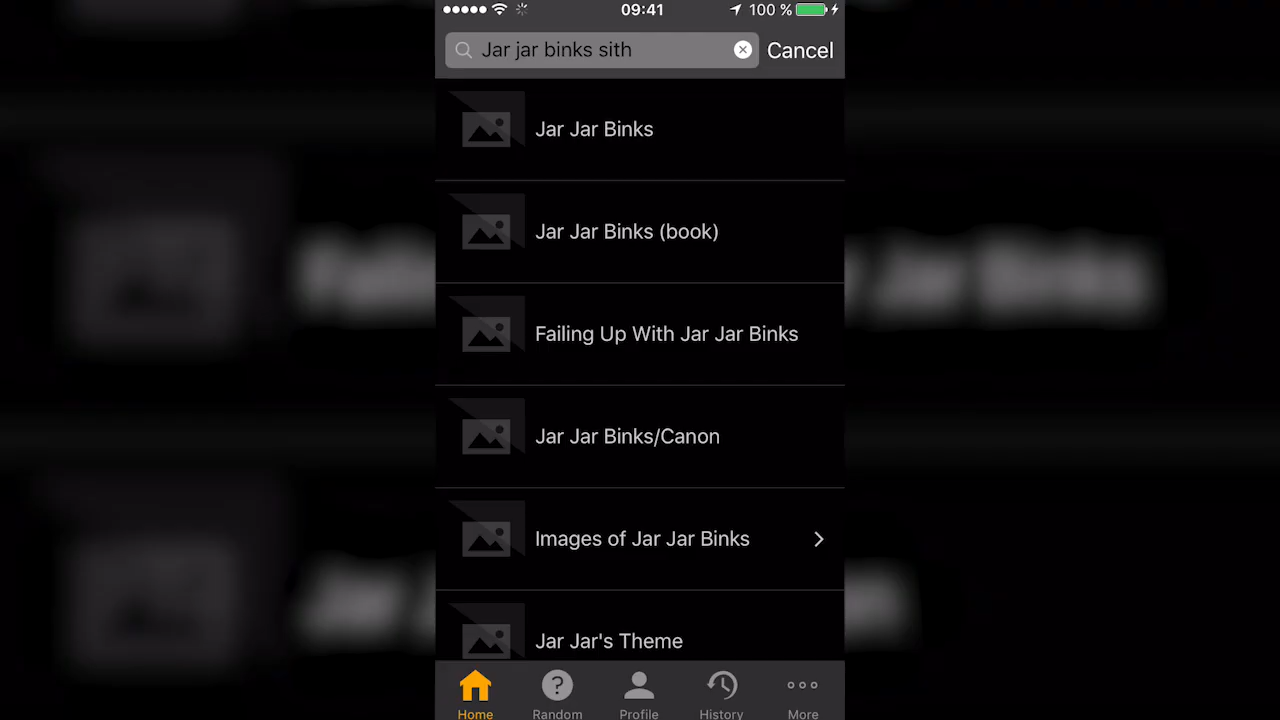 09:41
100 %
Jar jar binks sith
Cancel
Jar Jar Binks
Jar Jar Binks (book)
Failing Up With Jar Jar Binks
Jar Jar Binks/Canon
Images of Jar Jar Binks
Jar Jar's Theme
Home
Random
Profile
History
More